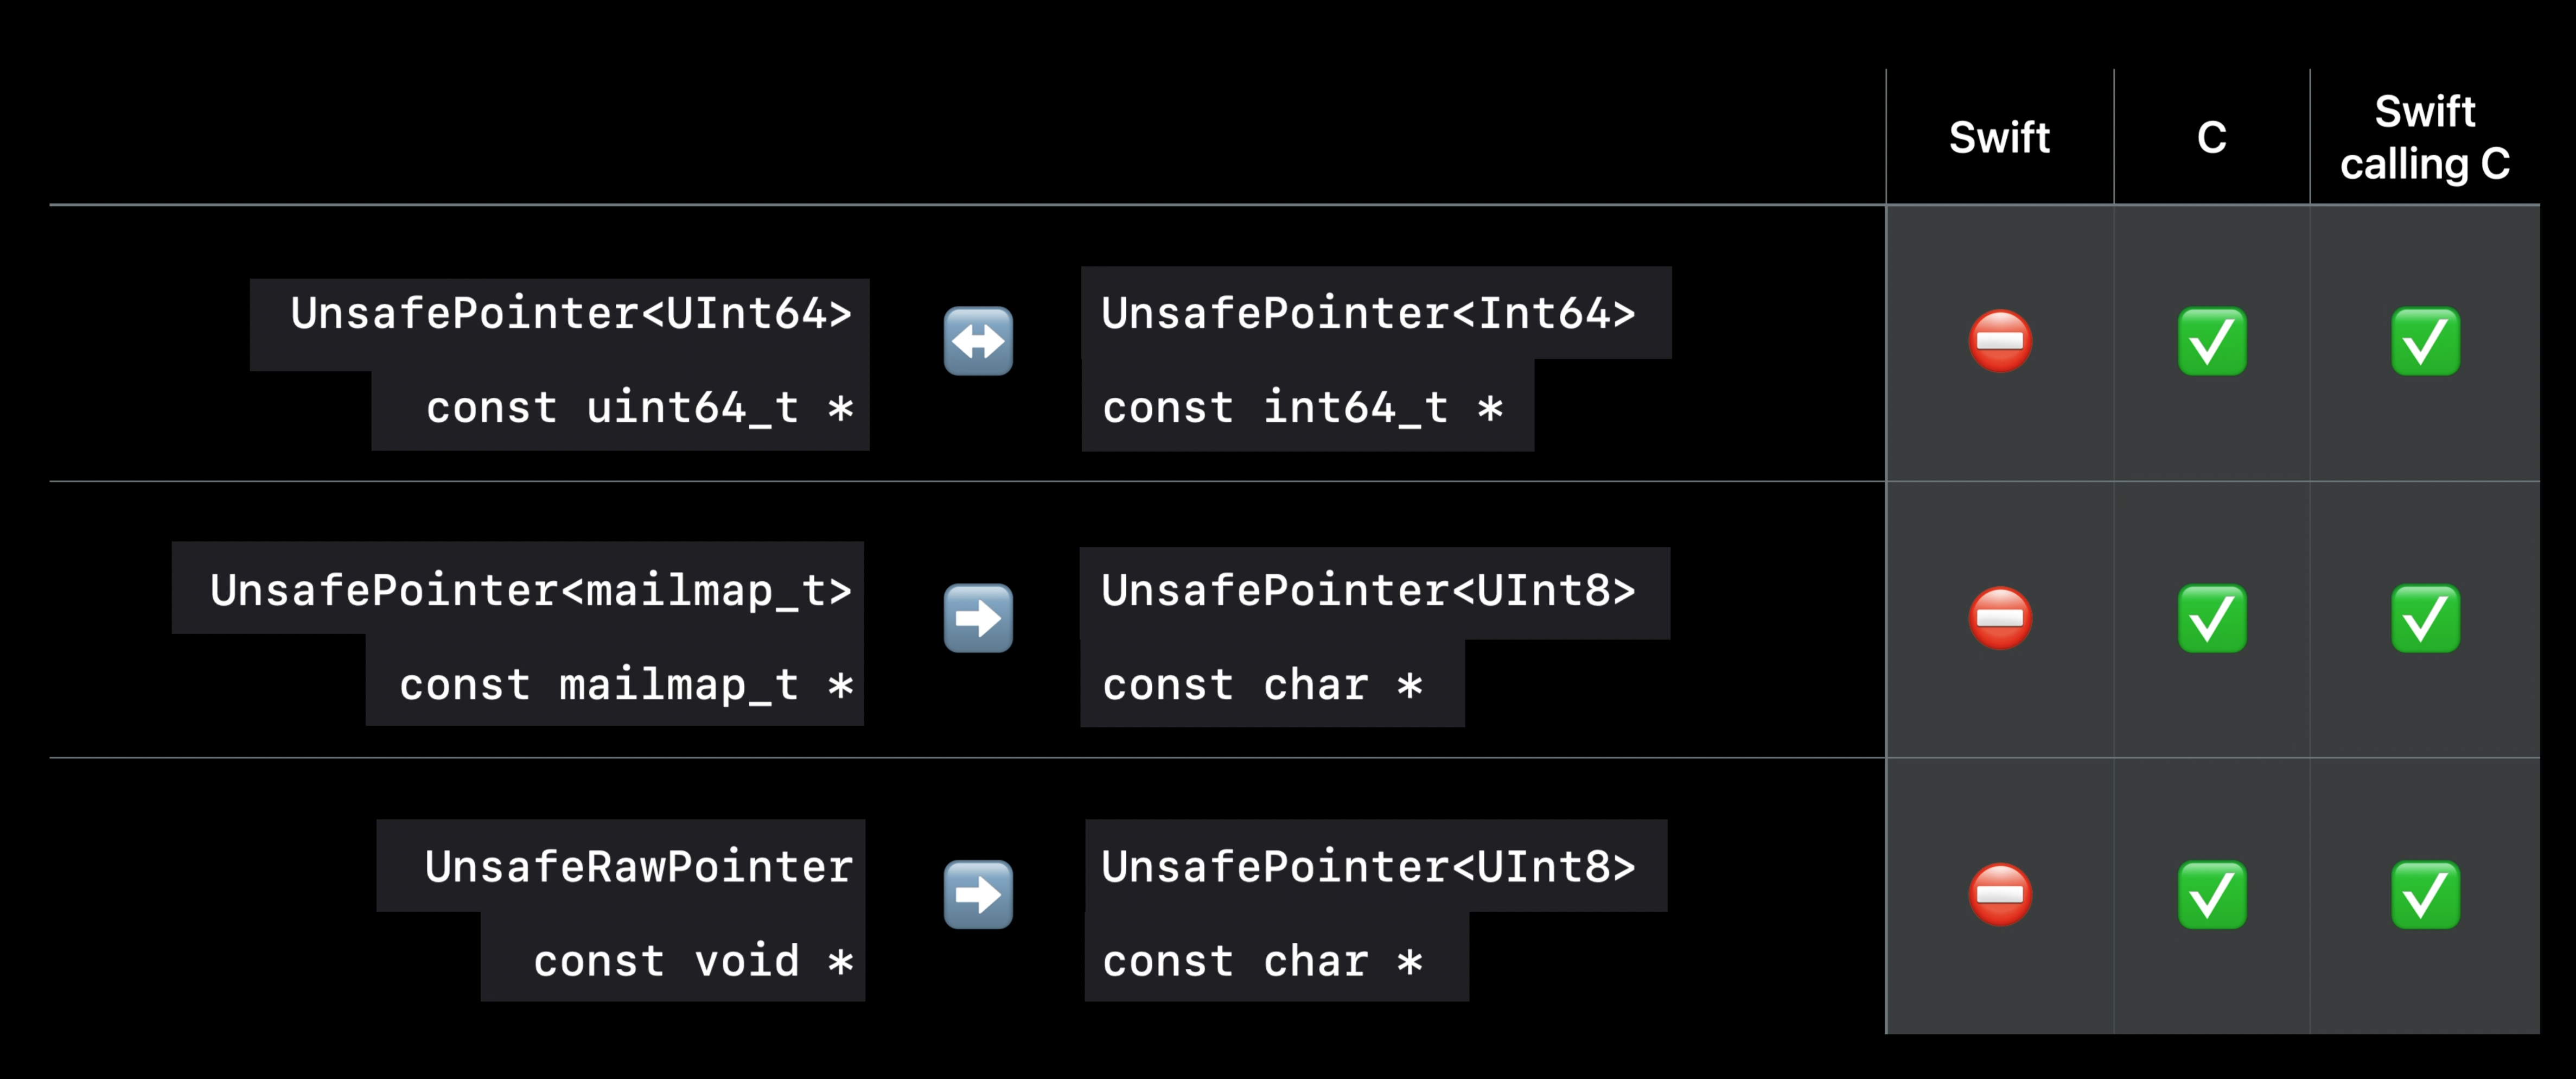 Swift
C
Swift
calling C
UnsafePointer<UInt64>
const uint64_t *
UnsafePointer<Int64>
const int64_t *
UnsafePointer<mailmap_t>
const mailmap_t *
UnsafePointer<UInt8>
const char *
UnsafeRawPointer
const void *
UnsafePointer<UInt8>
const char *